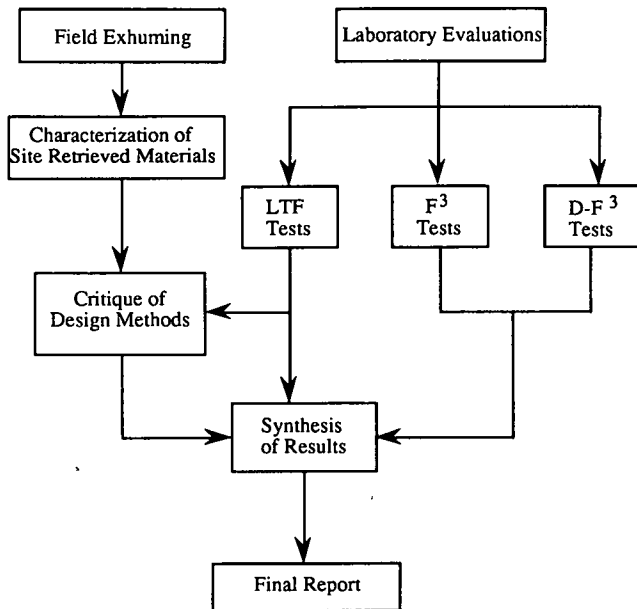 Field Exhuming
Laboratory Evaluations
Characterization of
Site Retrieved Materials
LTF
Tests
F³
Tests
D-F³
Tests
Critique of
Design Methods
Synthesis
of Results
Final Report